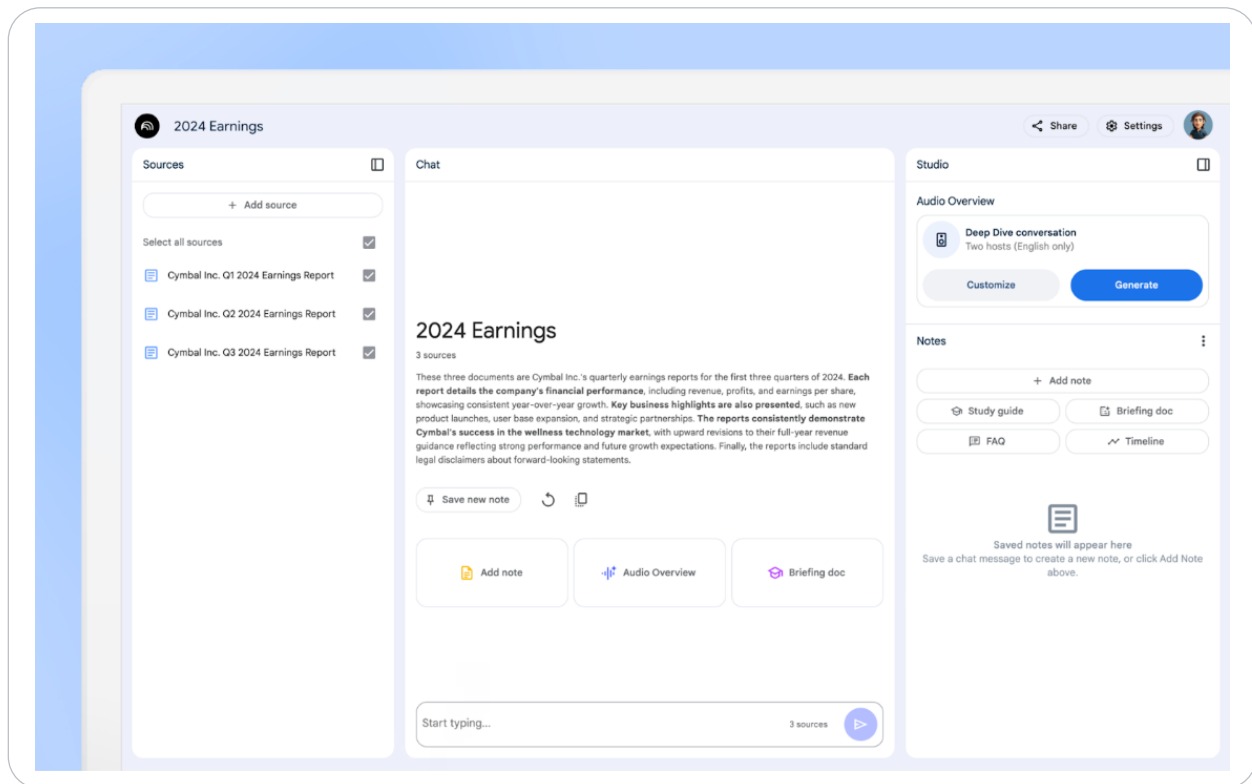 2024 Earnings
Share
Settings
Sources
+ Add source
Select all sources
Cymbal Inc. Q1 2024 Earnings Report
Cymbal Inc. Q2 2024 Earnings Report
Cymbal Inc. Q3 2024 Earnings Report
Chat
2024 Earnings
3 sources
These three documents are Cymbal Inc.'s quarterly earnings reports for the first three quarters of 2024. Each
report details the company's financial performance, including revenue, profits, and earnings per share,
showcasing consistent year-over-year growth. Key business highlights are also presented, such as new
product launches, user base expansion, and strategic partnerships. The reports consistently demonstrate
Cymbal's success in the wellness technology market, with upward revisions to their full-year revenue
guidance reflecting strong performance and future growth expectations. Finally, the reports include standard
legal disclaimers about forward-looking statements.
Save new note
Add note
Audio Overview
Briefing doc
Start typing...
3 sources
Studio
Audio Overview
Deep Dive conversation
Two hosts (English only)
Customize
Generate
Notes
+ Add note
Study guide
Briefing doc
FAQ
Timeline
Saved notes will appear here
Save a chat message to create a new note, or click Add Note
above.